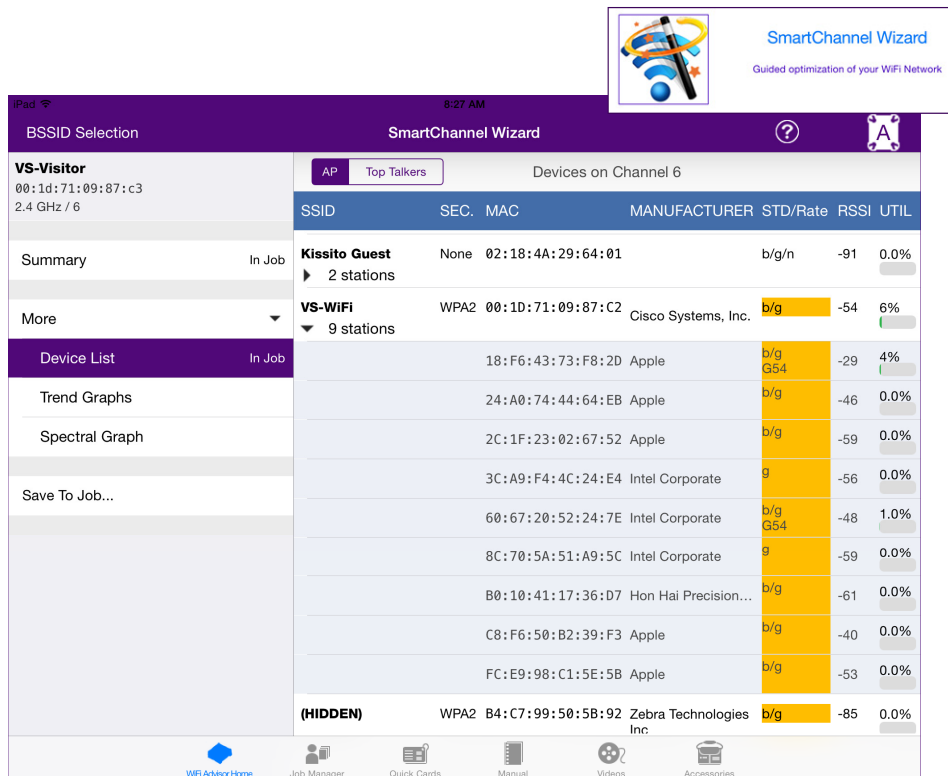 SmartChannel Wizard
Guided optimization of your WiFi Network
iPad 8:27 AM
BSSID Selection SmartChannel Wizard ? A
VS-Visitor
00:1d:71:09:87:c3
2.4 GHz / 6
Summary In Job
More
Device List In Job
Trend Graphs
Spectral Graph
Save To Job...
AP Top Talkers Devices on Channel 6
SSID SEC. MAC MANUFACTURER STD/Rate RSSI UTIL
Kissito Guest None 02:18:4A:29:64:01 b/g/n -91 0.0%
2 stations
VS-WiFi WPA2 00:1D:71:09:87:C2 Cisco Systems, Inc. b/g -54 6%
9 stations
18:F6:43:73:F8:2D Apple b/g -29 4%
G54
24:A0:74:44:64:EB Apple b/g -46 0.0%
2C:1F:23:02:67:52 Apple b/g -59 0.0%
3C:A9:F4:4C:24:E4 Intel Corporate g -56 0.0%
60:67:20:52:24:7E Intel Corporate b/g -48 1.0%
G54
8C:70:5A:51:A9:5C Intel Corporate g -59 0.0%
B0:10:41:17:36:D7 Hon Hai Precision... b/g -61 0.0%
C8:F6:50:B2:39:F3 Apple b/g -40 0.0%
FC:E9:98:C1:5E:5B Apple b/g -53 0.0%
(HIDDEN) WPA2 B4:C7:99:50:5B:92 Zebra Technologies b/g -85 0.0%
Inc
WiFi Advisor Home Job Manager Quick Cards Manual Videos Accessories